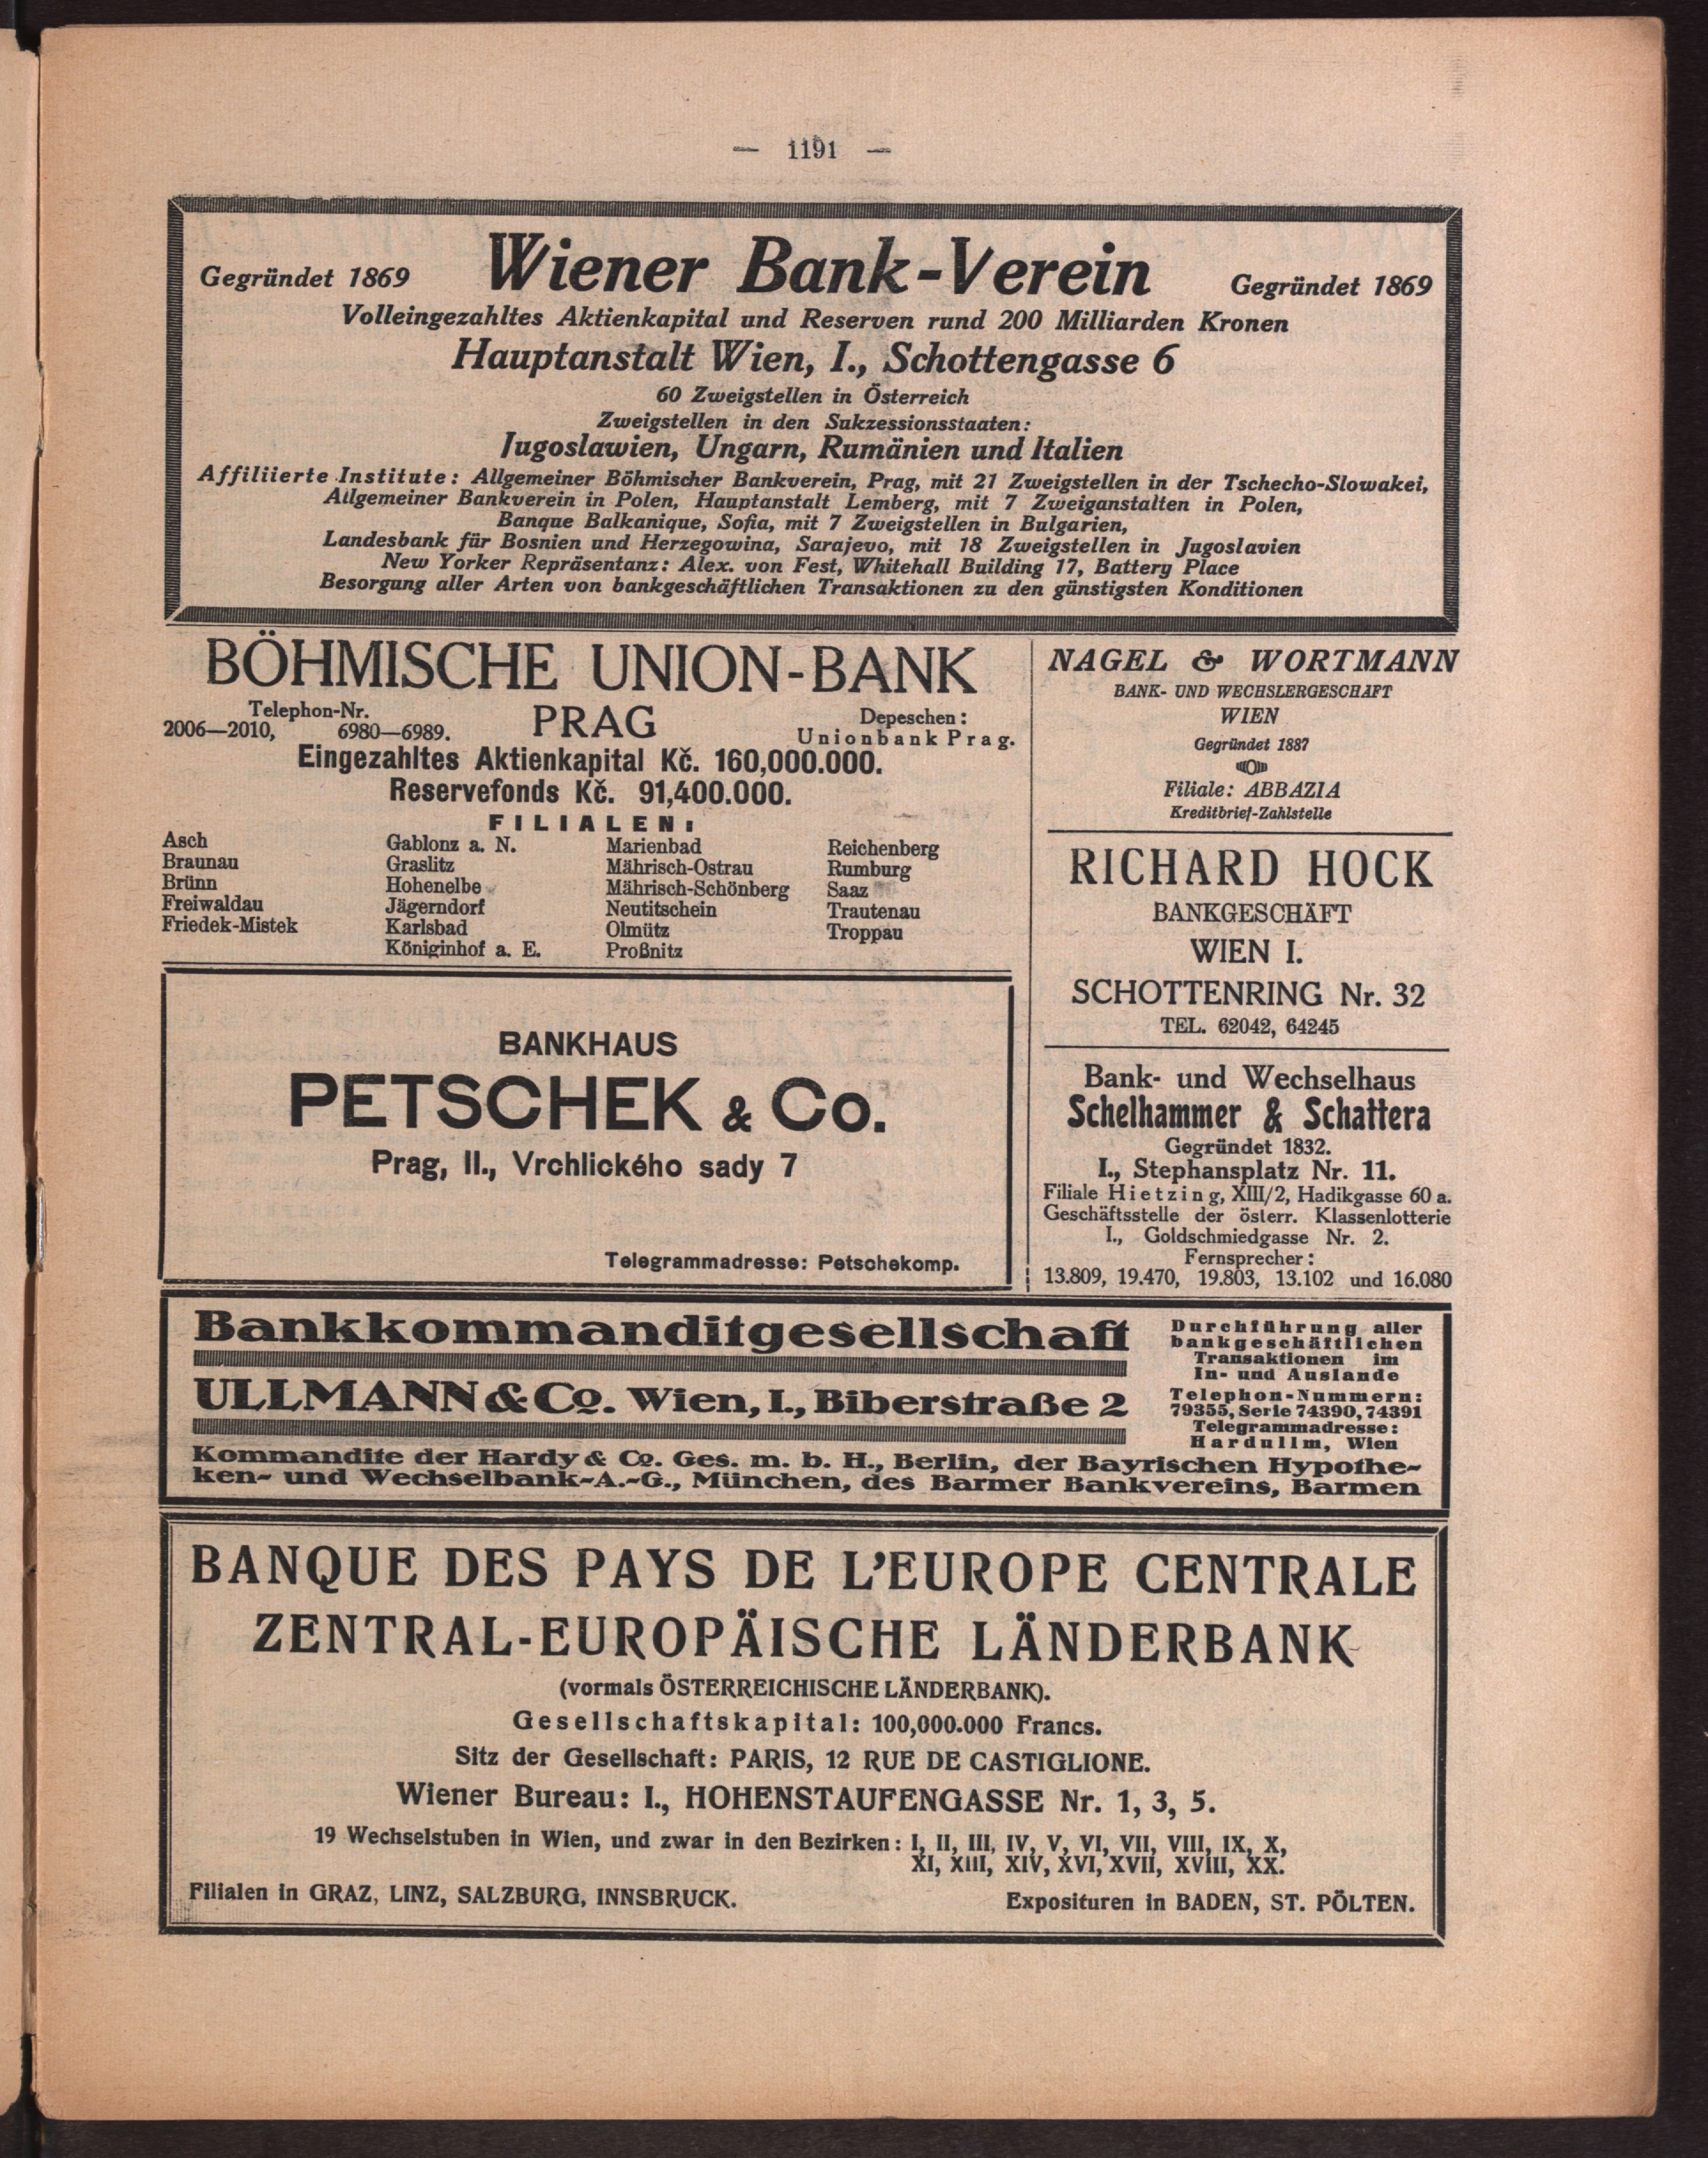 — 1191 —
Gegründet 1869 Wiener Bank-Verein Gegründet 1869
Volleingezahltes Aktienkapital und Reserven rund 200 Milliarden Kronen
Hauptanstalt Wien, I., Schottengasse 6
60 Zweigstellen in Österreich
Zweigstellen in den Sukzessionsstaaten:
Jugoslawien, Ungarn, Rumänien und Italien
Affiliierte Institute: Allgemeiner Böhmischer Bankverein, Prag, mit 21 Zweigstellen in der Tschecho-Slowakei,
Allgemeiner Bankverein in Polen, Hauptanstalt Lemberg, mit 7 Zweiganstalten in Polen,
Banque Balkanique, Sofia, mit 7 Zweigstellen in Bulgarien,
Landesbank für Bosnien und Herzegowina, Sarajevo, mit 18 Zweigstellen in Jugoslavien
New Yorker Repräsentanz: Alex. von Fest, Whitehall Building 17, Battery Place
Besorgung aller Arten von bankgeschäftlichen Transaktionen zu den günstigsten Konditionen
BÖHMISCHE UNION-BANK
Telephon-Nr.
2006—2010, 6980—6989.
PRAG
Depeschen:
Unionbank Prag.
Eingezahltes Aktienkapital Kč. 160,000.000.
Reservefonds Kč. 91,400.000.
FILIALEN:
Asch
Braunau
Brünn
Freiwaldau
Friedek-Mistek
Gablonz a. N.
Graslitz
Hohenelbe
Jägerndorf
Karlsbad
Königinhof a. E.
Marienbad
Mährisch-Ostrau
Mährisch-Schönberg
Neutitschein
Olmütz
Proßnitz
Reichenberg
Rumburg
Saaz
Trautenau
Troppau
BANKHAUS
PETSCHEK & Co.
Prag, II., Vrchlického sady 7
Telegrammadresse: Petschekomp.
NAGEL & WORTMANN
BANK- UND WECHSLERGESCHÄFT
WIEN
Gegründet 1887
Filiale: ABBAZIA
Kreditbrief-Zahlstelle
RICHARD HOCK
BANKGESCHÄFT
WIEN I.
SCHOTTENRING Nr. 32
TEL. 62042, 64245
Bank- und Wechselhaus
Schelhammer & Schattera
Gegründet 1832.
I., Stephansplatz Nr. 11.
Filiale Hietzing, XIII/2, Hadikgasse 60 a.
Geschäftsstelle der österr. Klassenlotterie
I., Goldschmiedgasse Nr. 2.
Fernsprecher:
13.809, 19.470, 19.803, 13.102 und 16.080
Bankkommanditgesellschaft
ULLMANN & Co. Wien, I., Biberstraße 2
Durchführung aller
bankgeschäftlichen
Transaktionen im
In- und Auslande
Telephon-Nummern:
79355, Serie 74390, 74391
Telegrammadresse:
Hardullm, Wien
Kommandite der Hardy & Co. Ges. m. b. H., Berlin, der Bayrischen Hypothe-
ken- und Wechselbank-A.-G., München, des Barmer Bankvereins, Barmen
BANQUE DES PAYS DE L'EUROPE CENTRALE
ZENTRAL-EUROPÄISCHE LÄNDERBANK
(vormals ÖSTERREICHISCHE LÄNDERBANK).
Gesellschaftskapital: 100,000.000 Francs.
Sitz der Gesellschaft: PARIS, 12 RUE DE CASTIGLIONE.
Wiener Bureau: I., HOHENSTAUFENGASSE Nr. 1, 3, 5.
19 Wechselstuben in Wien, und zwar in den Bezirken: I, II, III, IV, V, VI, VII, VIII, IX, X,
XI, XIII, XIV, XVI, XVII, XVIII, XX.
Filialen in GRAZ, LINZ, SALZBURG, INNSBRUCK. Exposituren in BADEN, ST. PÖLTEN.